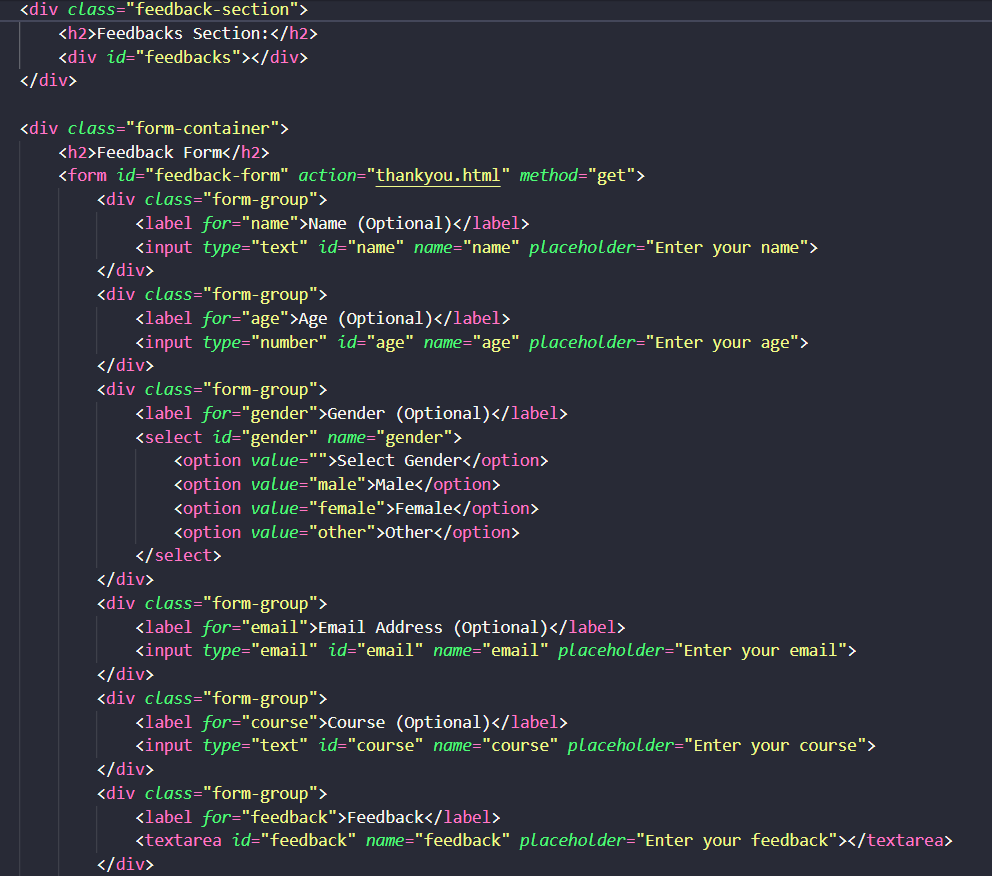 <div class="feedback-section">
    <h2>Feedbacks Section:</h2>
    <div id="feedbacks"></div>
</div>

<div class="form-container">
    <h2>Feedback Form</h2>
    <form id="feedback-form" action="thankyou.html" method="get">
        <div class="form-group">
            <label for="name">Name (Optional)</label>
            <input type="text" id="name" name="name" placeholder="Enter your name">
        </div>
        <div class="form-group">
            <label for="age">Age (Optional)</label>
            <input type="number" id="age" name="age" placeholder="Enter your age">
        </div>
        <div class="form-group">
            <label for="gender">Gender (Optional)</label>
            <select id="gender" name="gender">
                <option value="">Select Gender</option>
                <option value="male">Male</option>
                <option value="female">Female</option>
                <option value="other">Other</option>
            </select>
        </div>
        <div class="form-group">
            <label for="email">Email Address (Optional)</label>
            <input type="email" id="email" name="email" placeholder="Enter your email">
        </div>
        <div class="form-group">
            <label for="course">Course (Optional)</label>
            <input type="text" id="course" name="course" placeholder="Enter your course">
        </div>
        <div class="form-group">
            <label for="feedback">Feedback</label>
            <textarea id="feedback" name="feedback" placeholder="Enter your feedback"></textarea>
        </div>